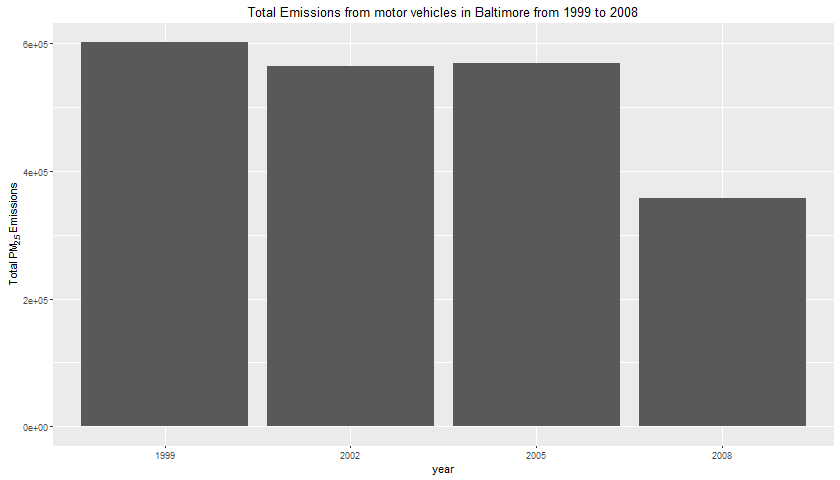 Total Emissions from motor vehicles in Baltimore from 1999 to 2008
6e+05
4e+05
2e+05
0e+00
Total PM2.5 Emissions
1999 2002 2005 2008
year